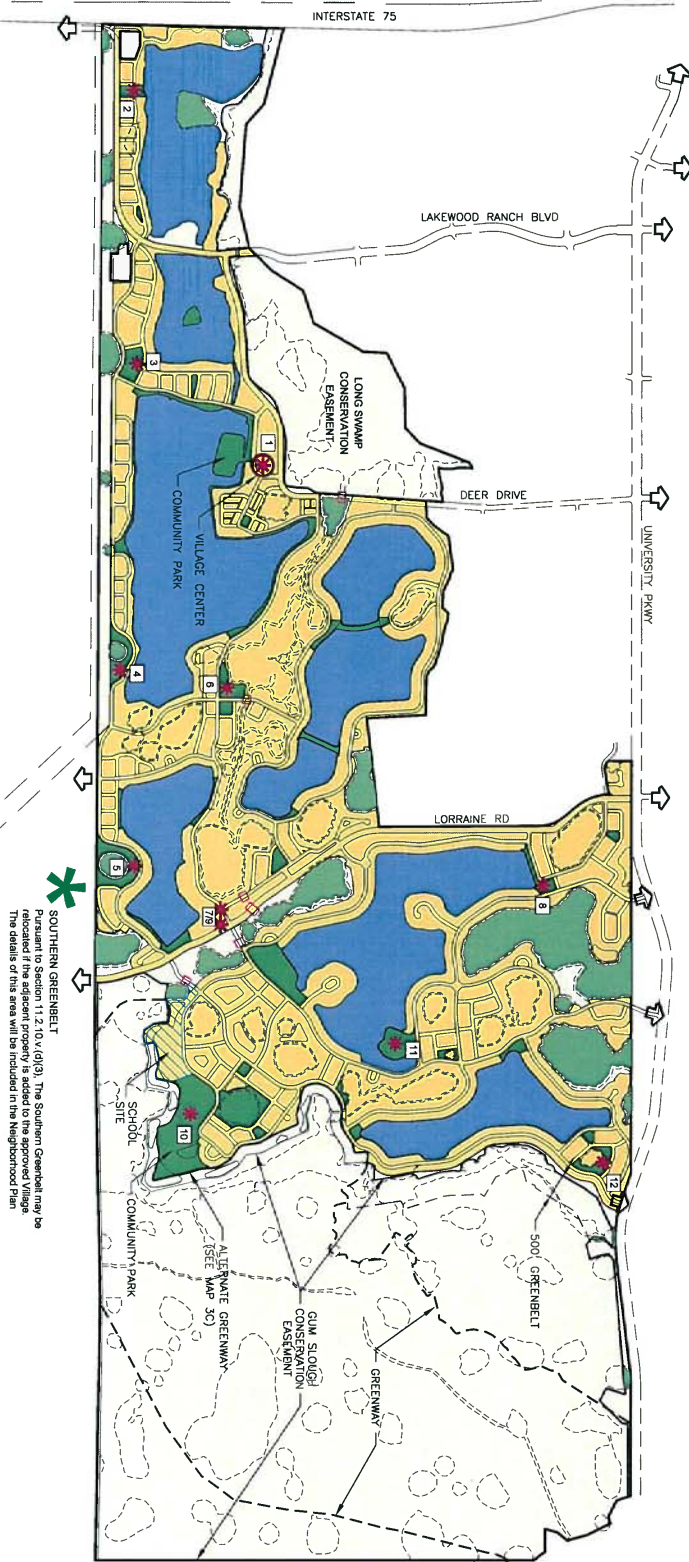 INTERSTATE 75
2
LAKEWOOD RANCH BLVD
3
LONG SWAMP
CONSERVATION
EASEMENT
1
DEER DRIVE
COMMUNITY PARK
VILLAGE CENTER
UNIVERSITY PKWY
4
6
LORRAINE RD
5
7/9
8
SOUTHERN GREENBELT
Pursuant to Section 11.2.10.v.(d)(3). The Southern Greenbelt may be
relocated if the adjacent property is added to the approved Village.
The details of this area will be included in the Neighborhood Plan
11
SCHOOL
SITE
10
12
COMMUNITY PARK
ALTERNATE GREENWAY
(SEE MAP 3C)
500' GREENBELT
GUM SLOUGH
CONSERVATION
EASEMENT
GREENWAY